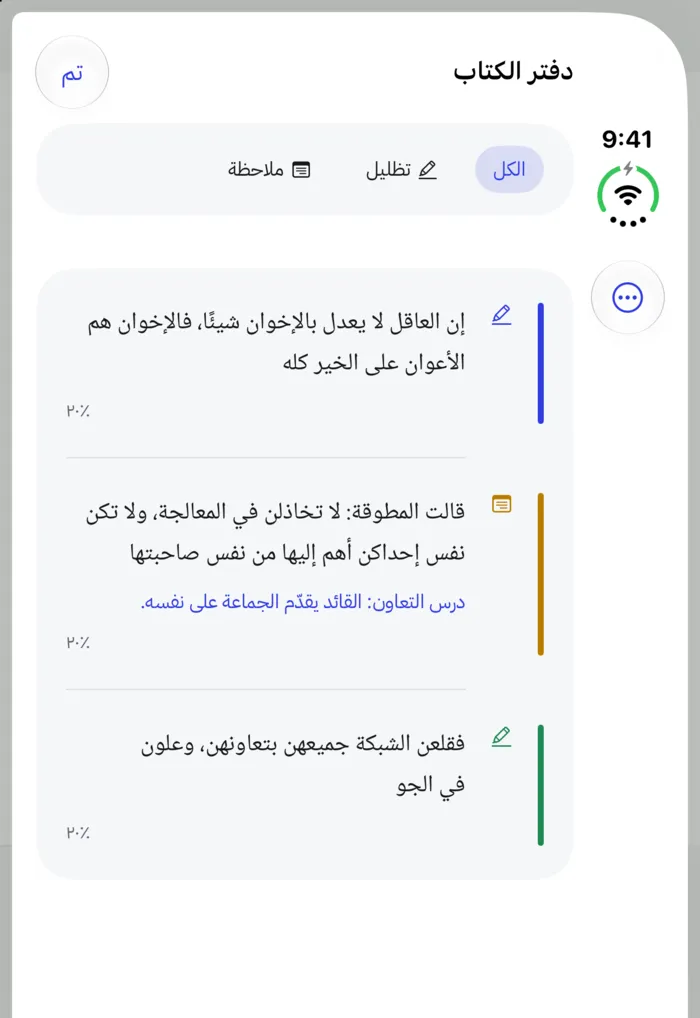 دفتر الكتاب
تم
9:41
الكل
تظليل
ملاحظة
إن العاقل لا يعدل بالإخوان شيئًا، فالإخوان هم
الأعوان على الخير كله
٢٠٪
قالت المطوقة: لا تخاذلن في المعالجة، ولا تكن
نفس إحداكن أهم إليها من نفس صاحبتها
درس التعاون: القائد يقدّم الجماعة على نفسه.
٢٠٪
فقلعن الشبكة جميعهن بتعاونهن، وعلون
في الجو
٢٠٪